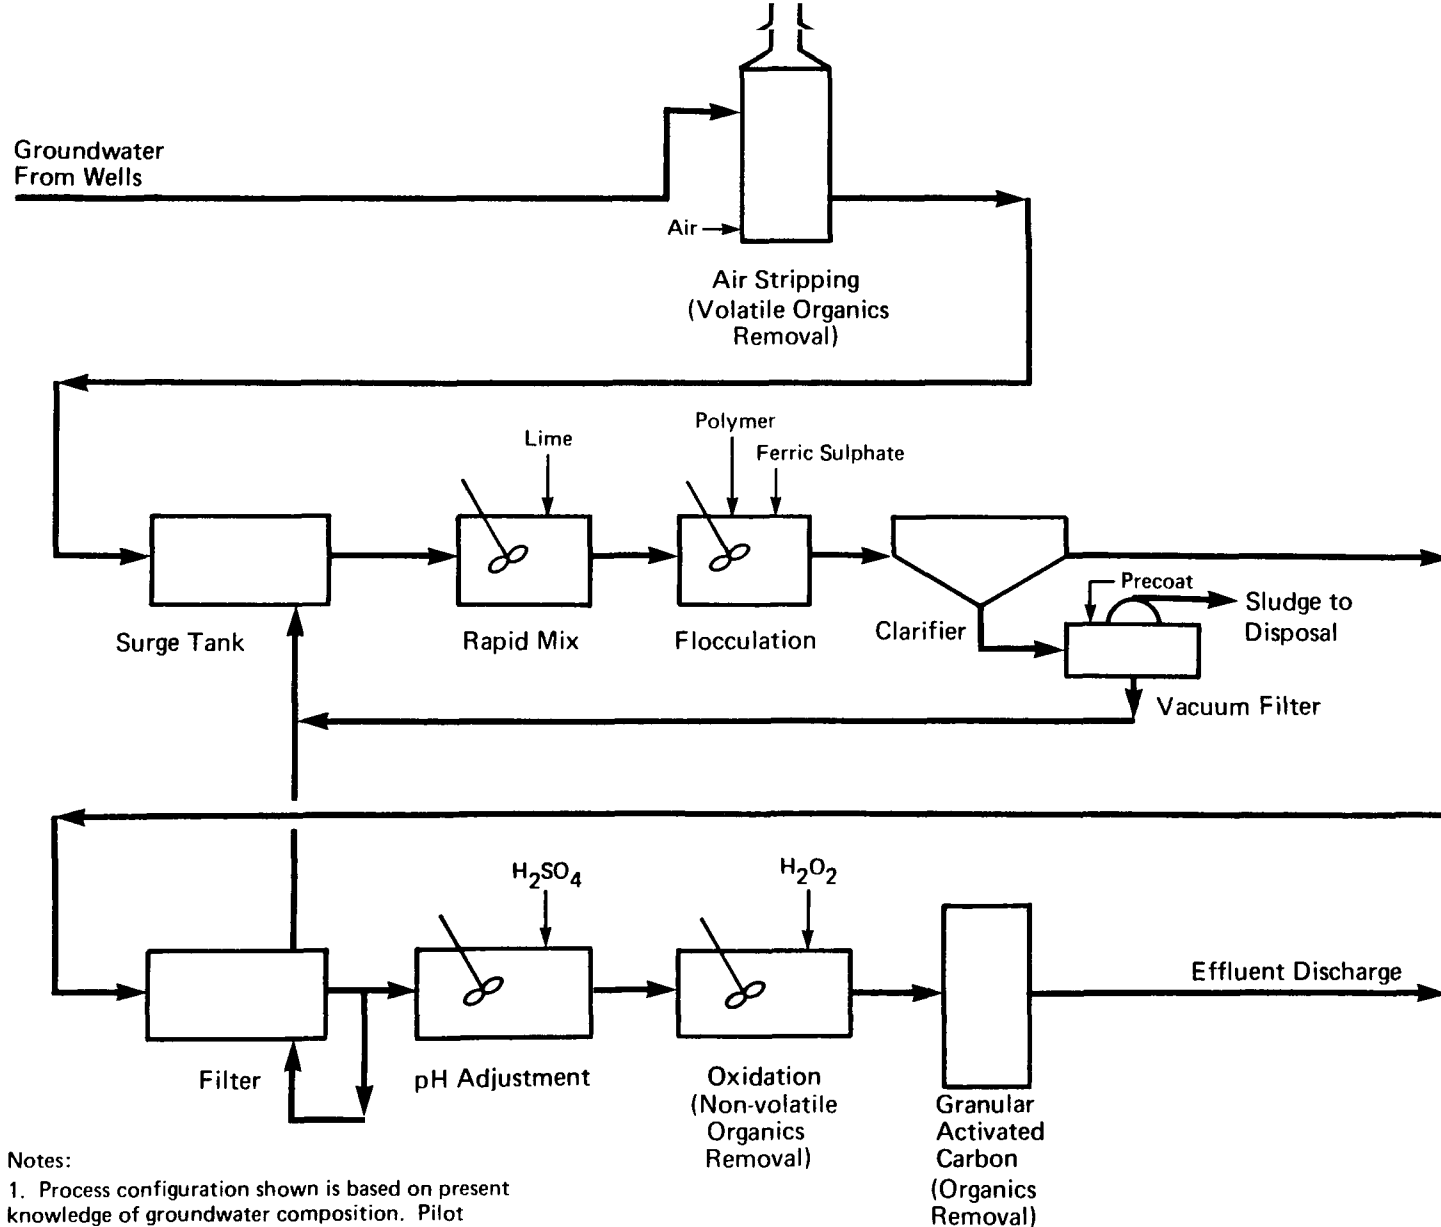 Groundwater
From Wells
Air
Air Stripping
(Volatile Organics
Removal)
Lime
Polymer
Ferric Sulphate
Surge Tank
Rapid Mix
Flocculation
Clarifier
Precoat
Sludge to
Disposal
Vacuum Filter
H2SO4
H2O2
Effluent Discharge
Filter
pH Adjustment
Oxidation
(Non-volatile
Organics
Removal)
Granular
Activated
Carbon
(Organics
Removal)
Notes:
1. Process configuration shown is based on present
knowledge of groundwater composition. Pilot